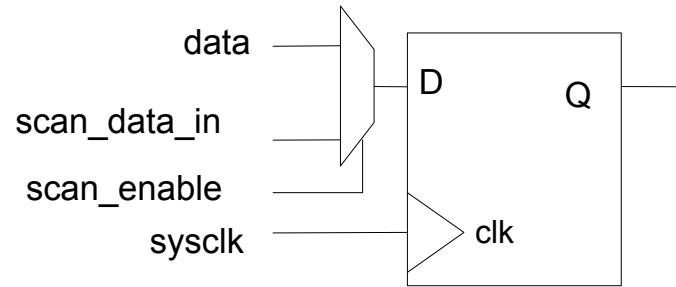 data
D
Q
scan_data_in
scan_enable
sysclk
clk